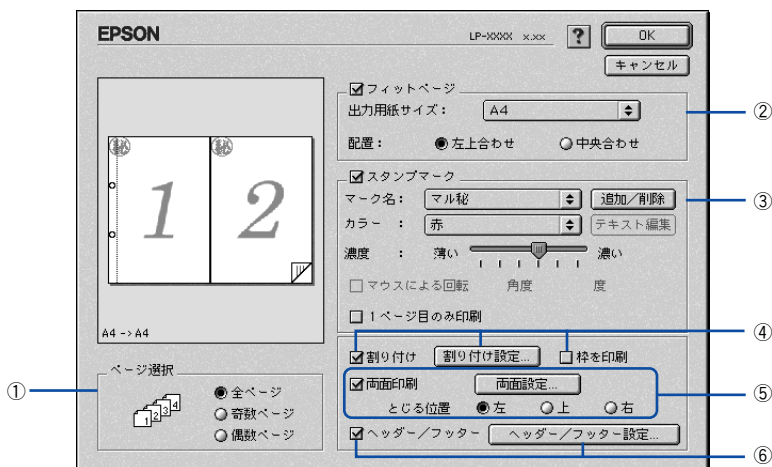 EPSON
LP-XXXX x.xx
?
OK
キャンセル
㊙
㊙
1
2
A4 -> A4
☑フィットページ
出力用紙サイズ： A4
配置： ◉左上合わせ ○中央合わせ
②
☑スタンプマーク
マーク名： マル秘 追加／削除
③
カラー ： 赤 テキスト編集
濃度 ： 薄い 濃い
□マウスによる回転 角度 度
□１ページ目のみ印刷
④
☑割り付け 割り付け設定... □枠を印刷
①
ページ選択
1 2 3 4
◉全ページ
○奇数ページ
○偶数ページ
☑両面印刷 両面設定...
とじる位置 ◉左 ○上 ○右
⑤
☑ヘッダー／フッター ヘッダー／フッター設定...
⑥